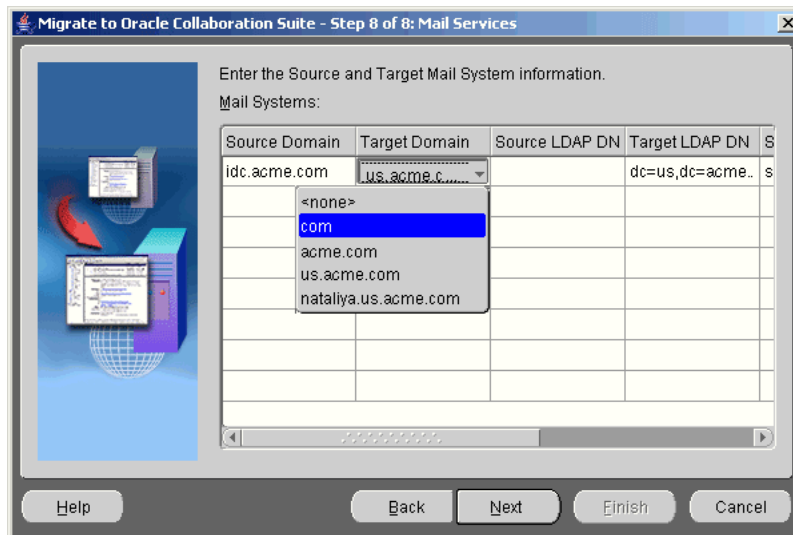 Migrate to Oracle Collaboration Suite - Step 8 of 8: Mail Services
Enter the Source and Target Mail System information.
Mail Systems:
Source Domain Target Domain Source LDAP DN Target LDAP DN S
idc.acme.com us.acme.c...... dc=us,dc=acme.. s
<none>
com
acme.com
us.acme.com
nataliya.us.acme.com
Help Back Next Finish Cancel